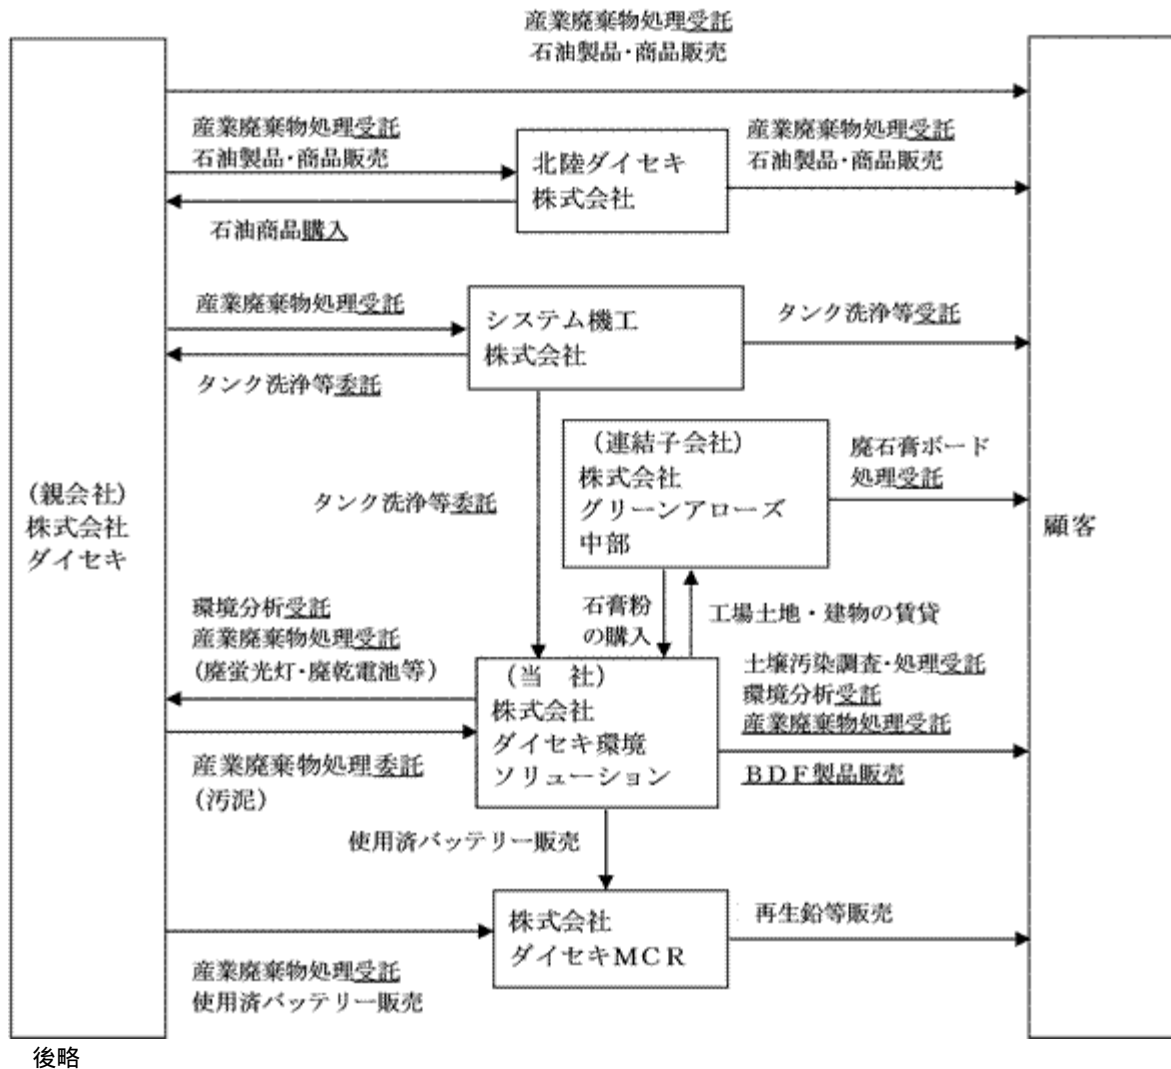 産業廃棄物処理受託
石油製品・商品販売
産業廃棄物処理受託
石油製品・商品販売
北陸ダイセキ
株式会社
産業廃棄物処理受託
石油製品・商品販売
石油商品購入
産業廃棄物処理受託
システム機工
株式会社
タンク洗浄等受託
タンク洗浄等委託
(親会社)
株式会社
ダイセキ
タンク洗浄等委託
(連結子会社)
株式会社
グリーンアローズ
中部
廃石膏ボード
処理受託
顧客
石膏粉
の購入
工場土地・建物の賃貸
環境分析受託
産業廃棄物処理受託
(廃蛍光灯・廃乾電池等)
(当 社)
株式会社
ダイセキ環境
ソリューション
土壌汚染調査・処理受託
環境分析受託
産業廃棄物処理受託
BDF製品販売
産業廃棄物処理委託
(汚泥)
使用済バッテリー販売
株式会社
ダイセキMCR
再生鉛等販売
産業廃棄物処理受託
使用済バッテリー販売
後略